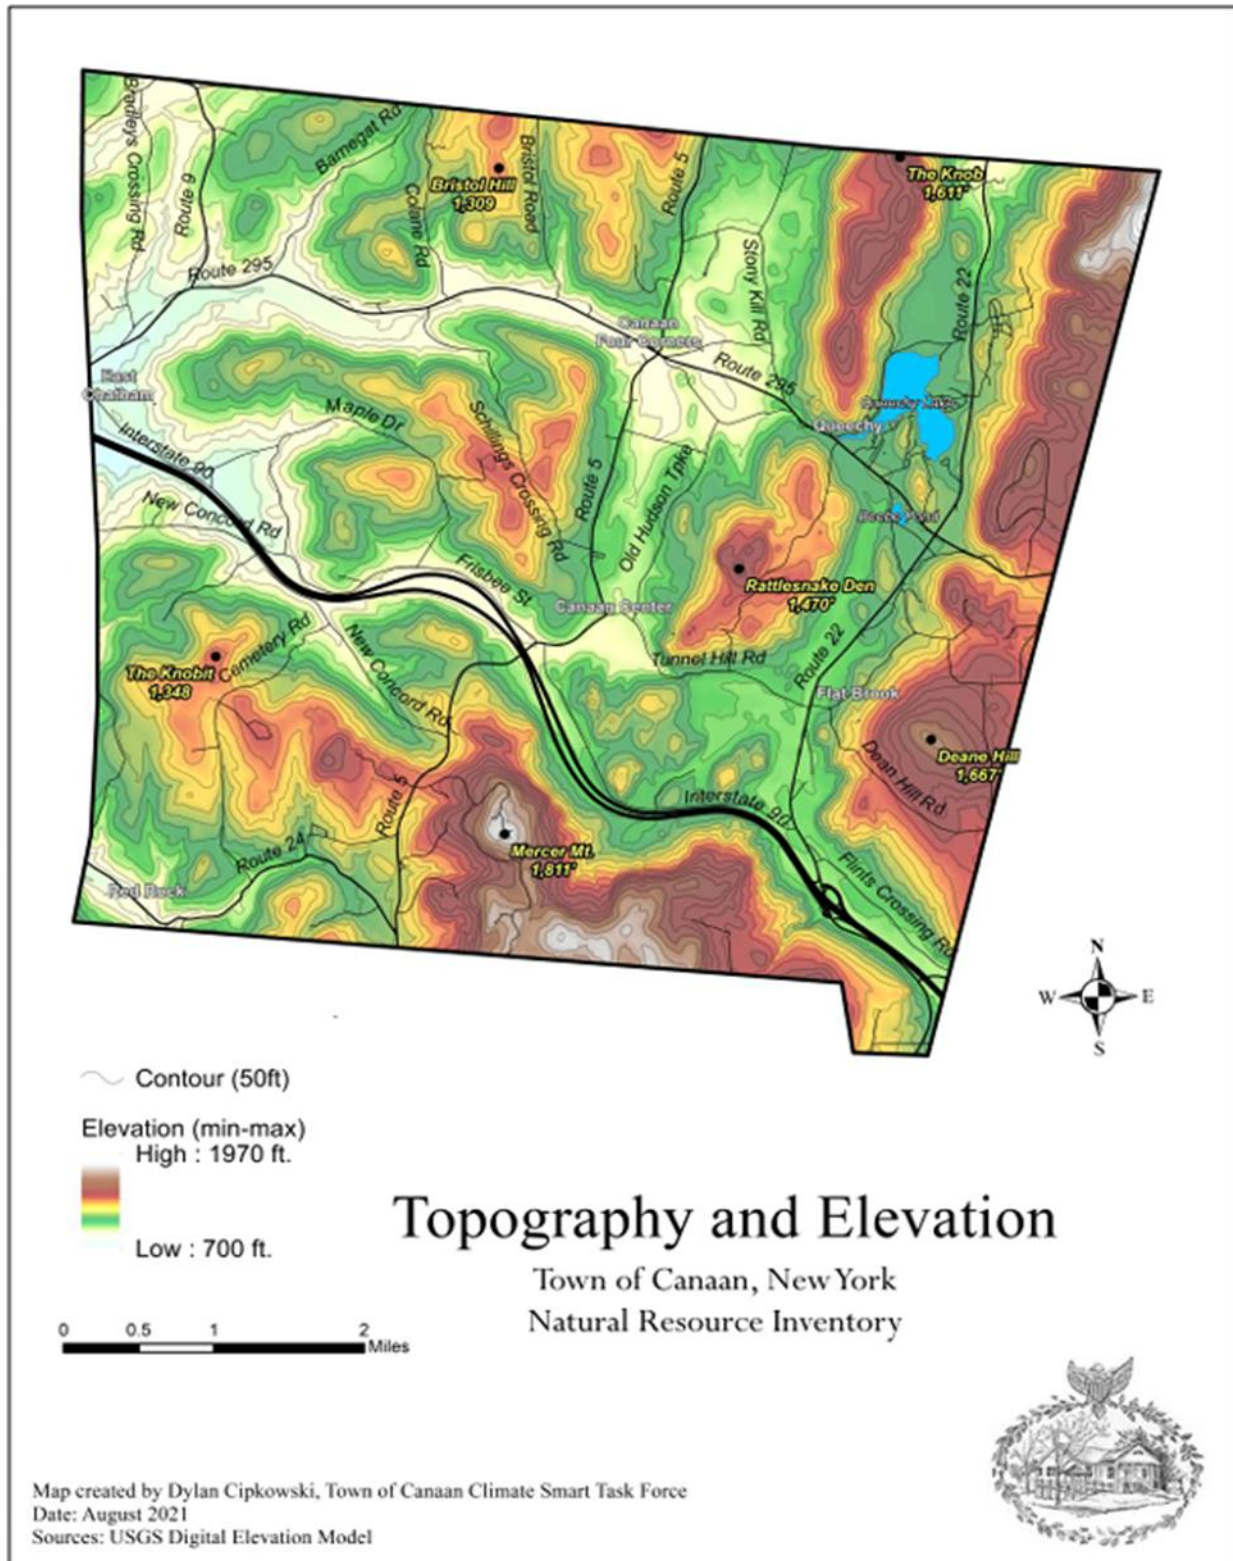 Bradleys Crossing Rd
Route 9
Barnegat Rd
Colane Rd
Bristol Hill
1,309
Bristol Road
Route 5
The Knob
1,611'
Stony Kill Rd
Route 22
Route 295
Canaan
Four Corners
Route 295
East
Chatham
Maple Dr
Schillings Crossing Rd
Queechy Lake
Queechy
Interstate 90
New Concord Rd
Route 5
Old Hudson Tpke
Beebe Pond
Frisbee St
Canaan Center
Rattlesnake Den
1,470'
The Knobit
1,348
Cemetery Rd
New Concord Rd
Tunnel Hill Rd
Route 22
Flat Brook
Deane Hill
1,667'
Dean Hill Rd
Route 5
Interstate 90
Mercer Mt.
1,811'
Route 24
Red Rock
Flints Crossing Rd
N
W E
S
Contour (50ft)
Elevation (min-max)
High : 1970 ft.
Low : 700 ft.
Topography and Elevation
Town of Canaan, New York
Natural Resource Inventory
0 0.5 1 2
Miles
Map created by Dylan Cipkowski, Town of Canaan Climate Smart Task Force
Date: August 2021
Sources: USGS Digital Elevation Model